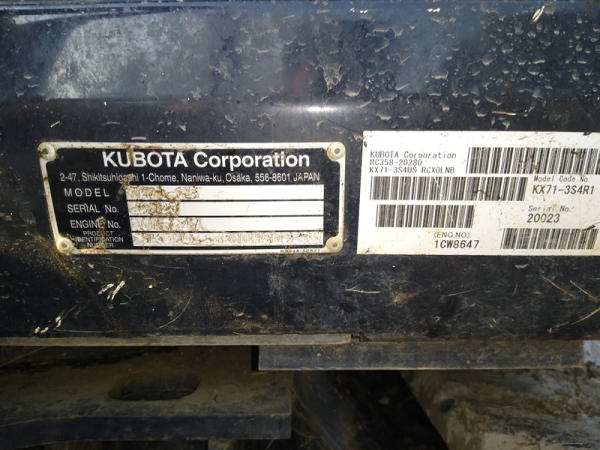 KUBOTA Corporation
2-47, Shikitsuhigashi 1-Chome, Naniwa-ku, Osaka, 556-8601 JAPAN
MODEL
SERIAL No.
ENGINE No.
PRODUCT
IDENTIFICATION
NUMBER
KUBOTA Corporation
RC358-20280
KX71-3S4US RCX0LNB
Model Code No.
KX71-3S4R1
Serial No.
20023
(ENG.NO)
1CW8647